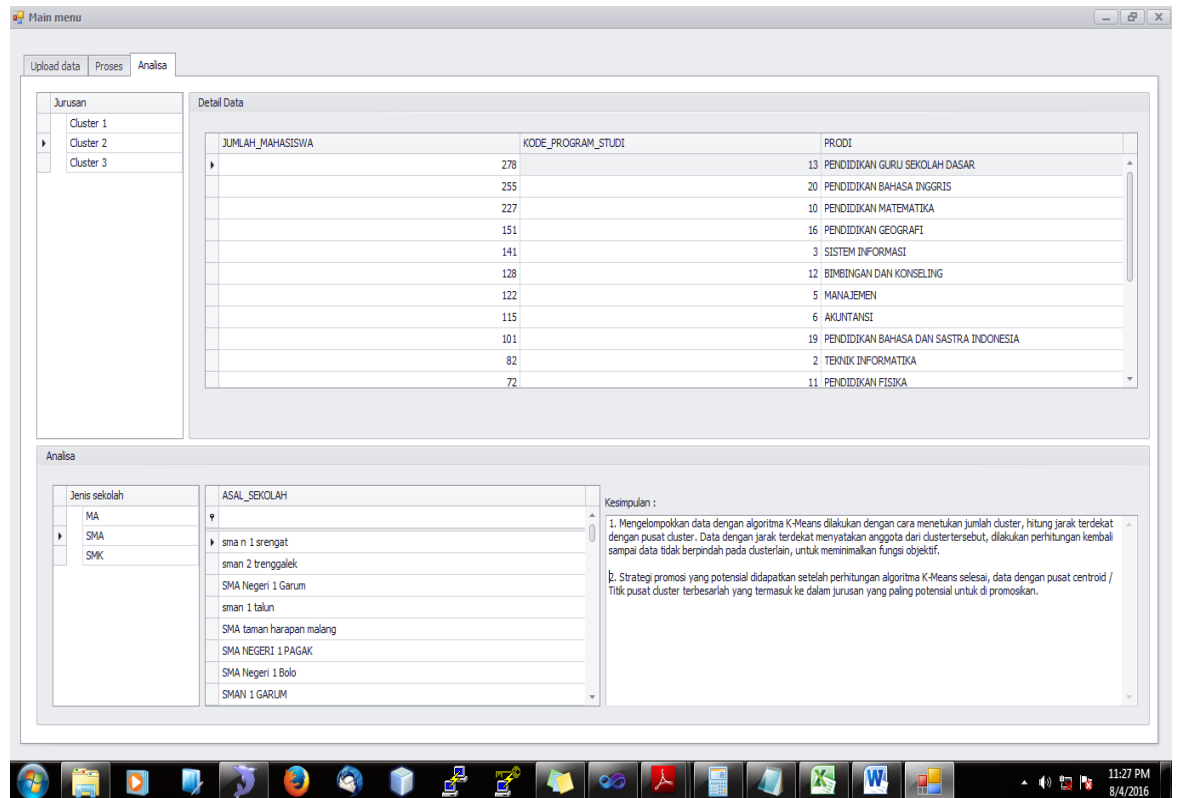 Main menu
Upload data Proses Analisa
Jurusan
Cluster 1
Cluster 2
Cluster 3
Detail Data
JUMLAH_MAHASISWA KODE_PROGRAM_STUDI PRODI
278 13 PENDIDIKAN GURU SEKOLAH DASAR
255 20 PENDIDIKAN BAHASA INGGRIS
227 10 PENDIDIKAN MATEMATIKA
151 16 PENDIDIKAN GEOGRAFI
141 3 SISTEM INFORMASI
128 12 BIMBINGAN DAN KONSELING
122 5 MANAJEMEN
115 6 AKUNTANSI
101 19 PENDIDIKAN BAHASA DAN SASTRA INDONESIA
82 2 TEKNIK INFORMATIKA
72 11 PENDIDIKAN FISIKA
Analisa
Jenis sekolah
MA
SMA
SMK
ASAL_SEKOLAH
sma n 1 srengat
sman 2 trenggalek
SMA Negeri 1 Garum
sman 1 talun
SMA taman harapan malang
SMA NEGERI 1 PAGAK
SMA Negeri 1 Bolo
SMAN 1 GARUM
Kesimpulan :
1. Mengelompokkan data dengan algoritma K-Means dilakukan dengan cara menetukan jumlah cluster, hitung jarak terdekat
dengan pusat cluster. Data dengan jarak terdekat menyatakan anggota dari clustertersebut, dilakukan perhitungan kembali
sampai data tidak berpindah pada clusterlain, untuk meminimalkan fungsi objektif.
2. Strategi promosi yang potensial didapatkan setelah perhitungan algoritma K-Means selesai, data dengan pusat centroid /
Titik pusat cluster terbesarlah yang termasuk ke dalam jurusan yang paling potensial untuk di promosikan.
11:27 PM
8/4/2016